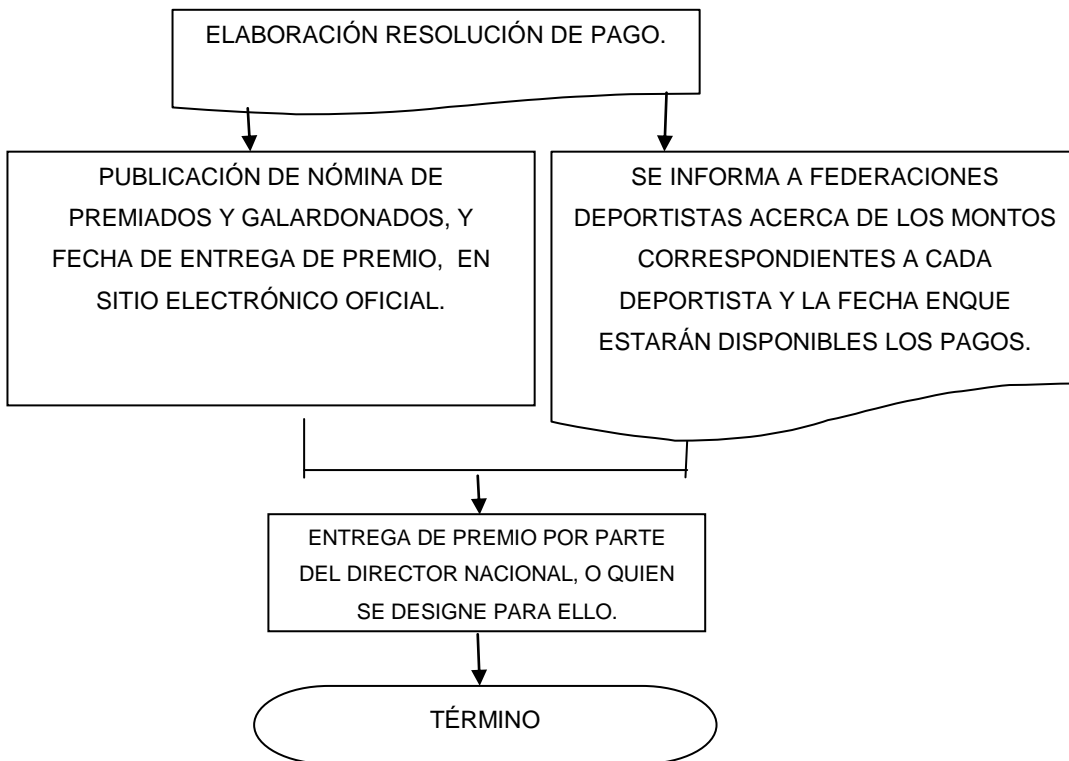 ELABORACIÓN RESOLUCIÓN DE PAGO.
PUBLICACIÓN DE NÓMINA DE
PREMIADOS Y GALARDONADOS, Y
FECHA DE ENTREGA DE PREMIO, EN
SITIO ELECTRÓNICO OFICIAL.
SE INFORMA A FEDERACIONES
DEPORTISTAS ACERCA DE LOS MONTOS
CORRESPONDIENTES A CADA
DEPORTISTA Y LA FECHA ENQUE
ESTARÁN DISPONIBLES LOS PAGOS.
ENTREGA DE PREMIO POR PARTE
DEL DIRECTOR NACIONAL, O QUIEN
SE DESIGNE PARA ELLO.
TÉRMINO